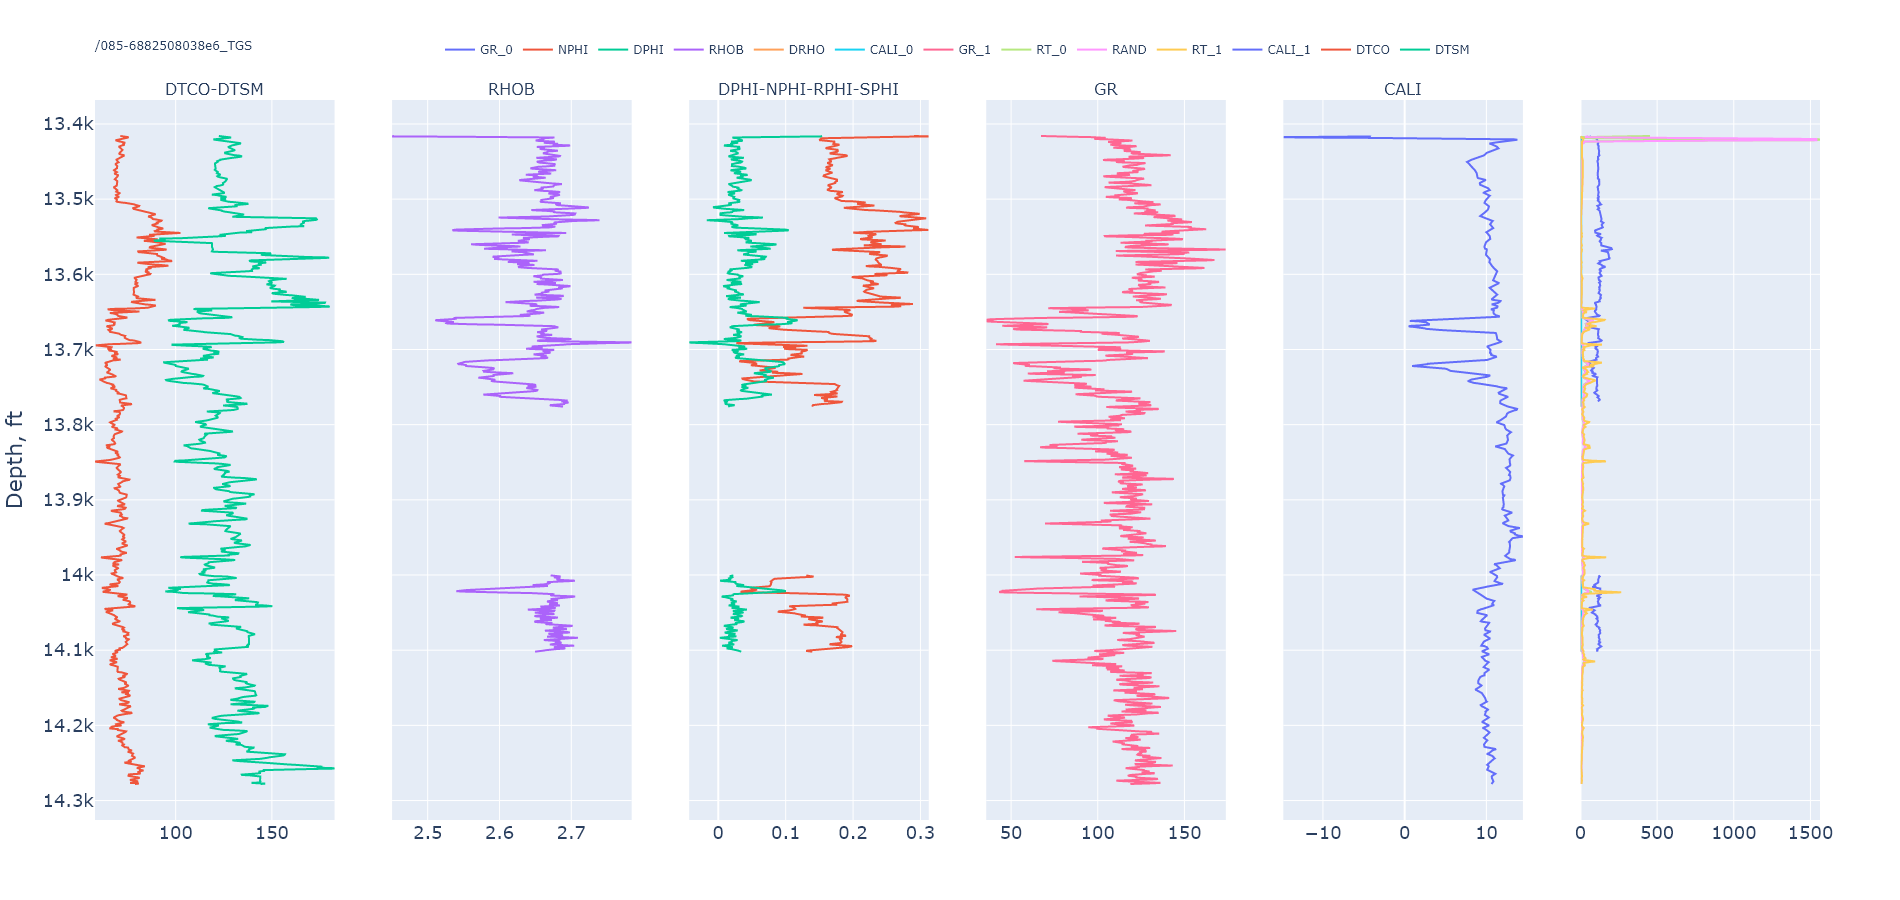 /085-6882508038e6_TGS
GR_0 NPHI DPHI RHOB DRHO CALI_0 GR_1 RT_0 RAND RT_1 CALI_1 DTCO DTSM
DTCO-DTSM RHOB DPHI-NPHI-RPHI-SPHI GR CALI
13.4k
13.5k
13.6k
13.7k
13.8k
13.9k
14k
14.1k
14.2k
14.3k
Depth, ft
100 150 2.5 2.6 2.7 0 0.1 0.2 0.3 50 100 150 −10 0 10 0 500 1000 1500